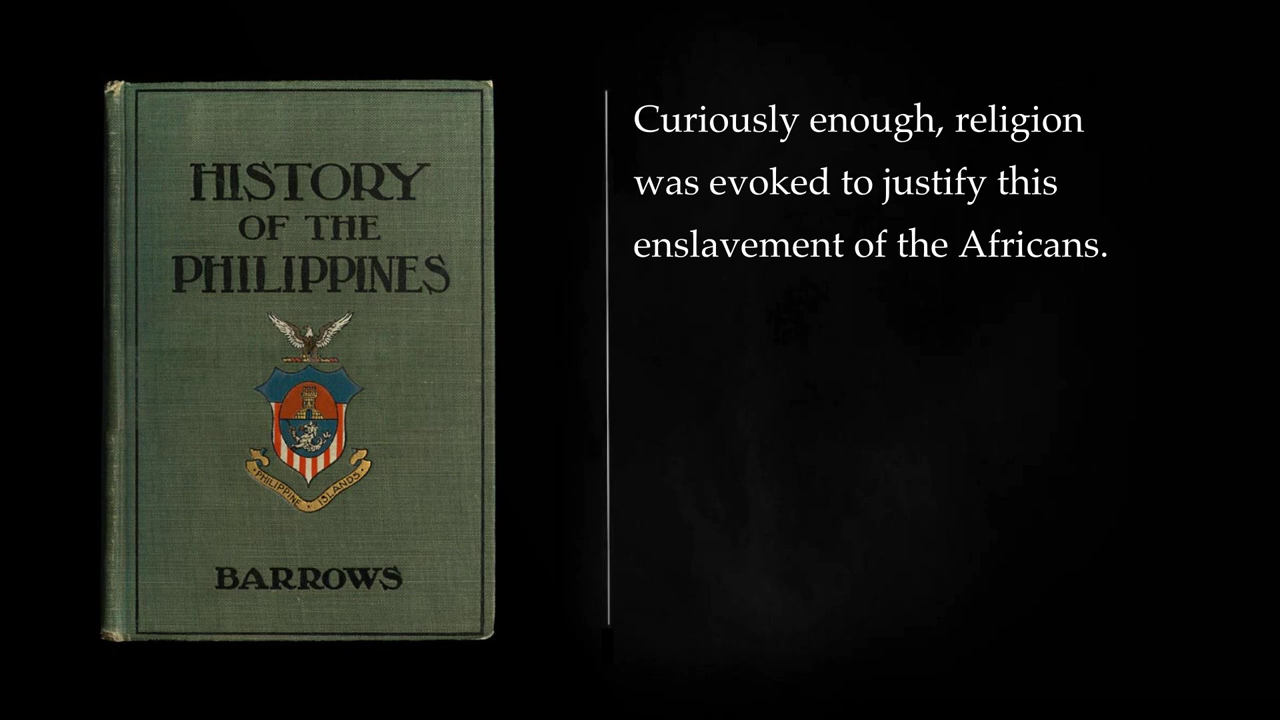 HISTORY
OF THE
PHILIPPINES
PHILIPPINE ISLANDS
BARROWS
Curiously enough, religion
was evoked to justify this
enslavement of the Africans.